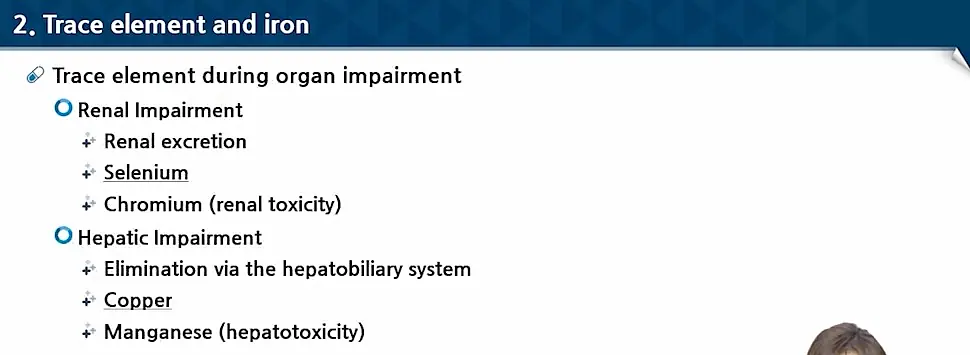 2. Trace element and iron
Trace element during organ impairment
Renal Impairment
Renal excretion
Selenium
Chromium (renal toxicity)
Hepatic Impairment
Elimination via the hepatobiliary system
Copper
Manganese (hepatotoxicity)